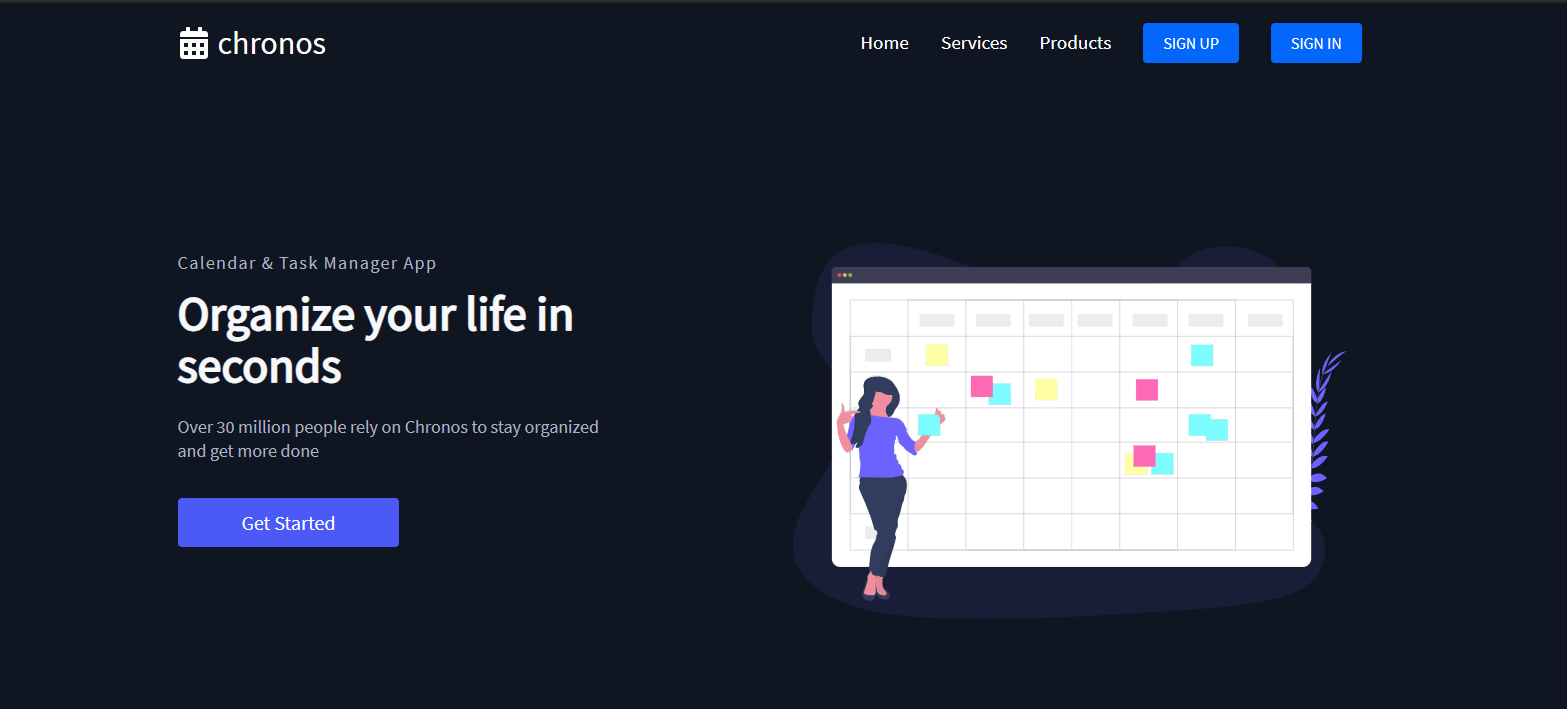 chronos
Home
Services
Products
SIGN UP
SIGN IN
Calendar & Task Manager App
Organize your life in
seconds
Over 30 million people rely on Chronos to stay organized
and get more done
Get Started